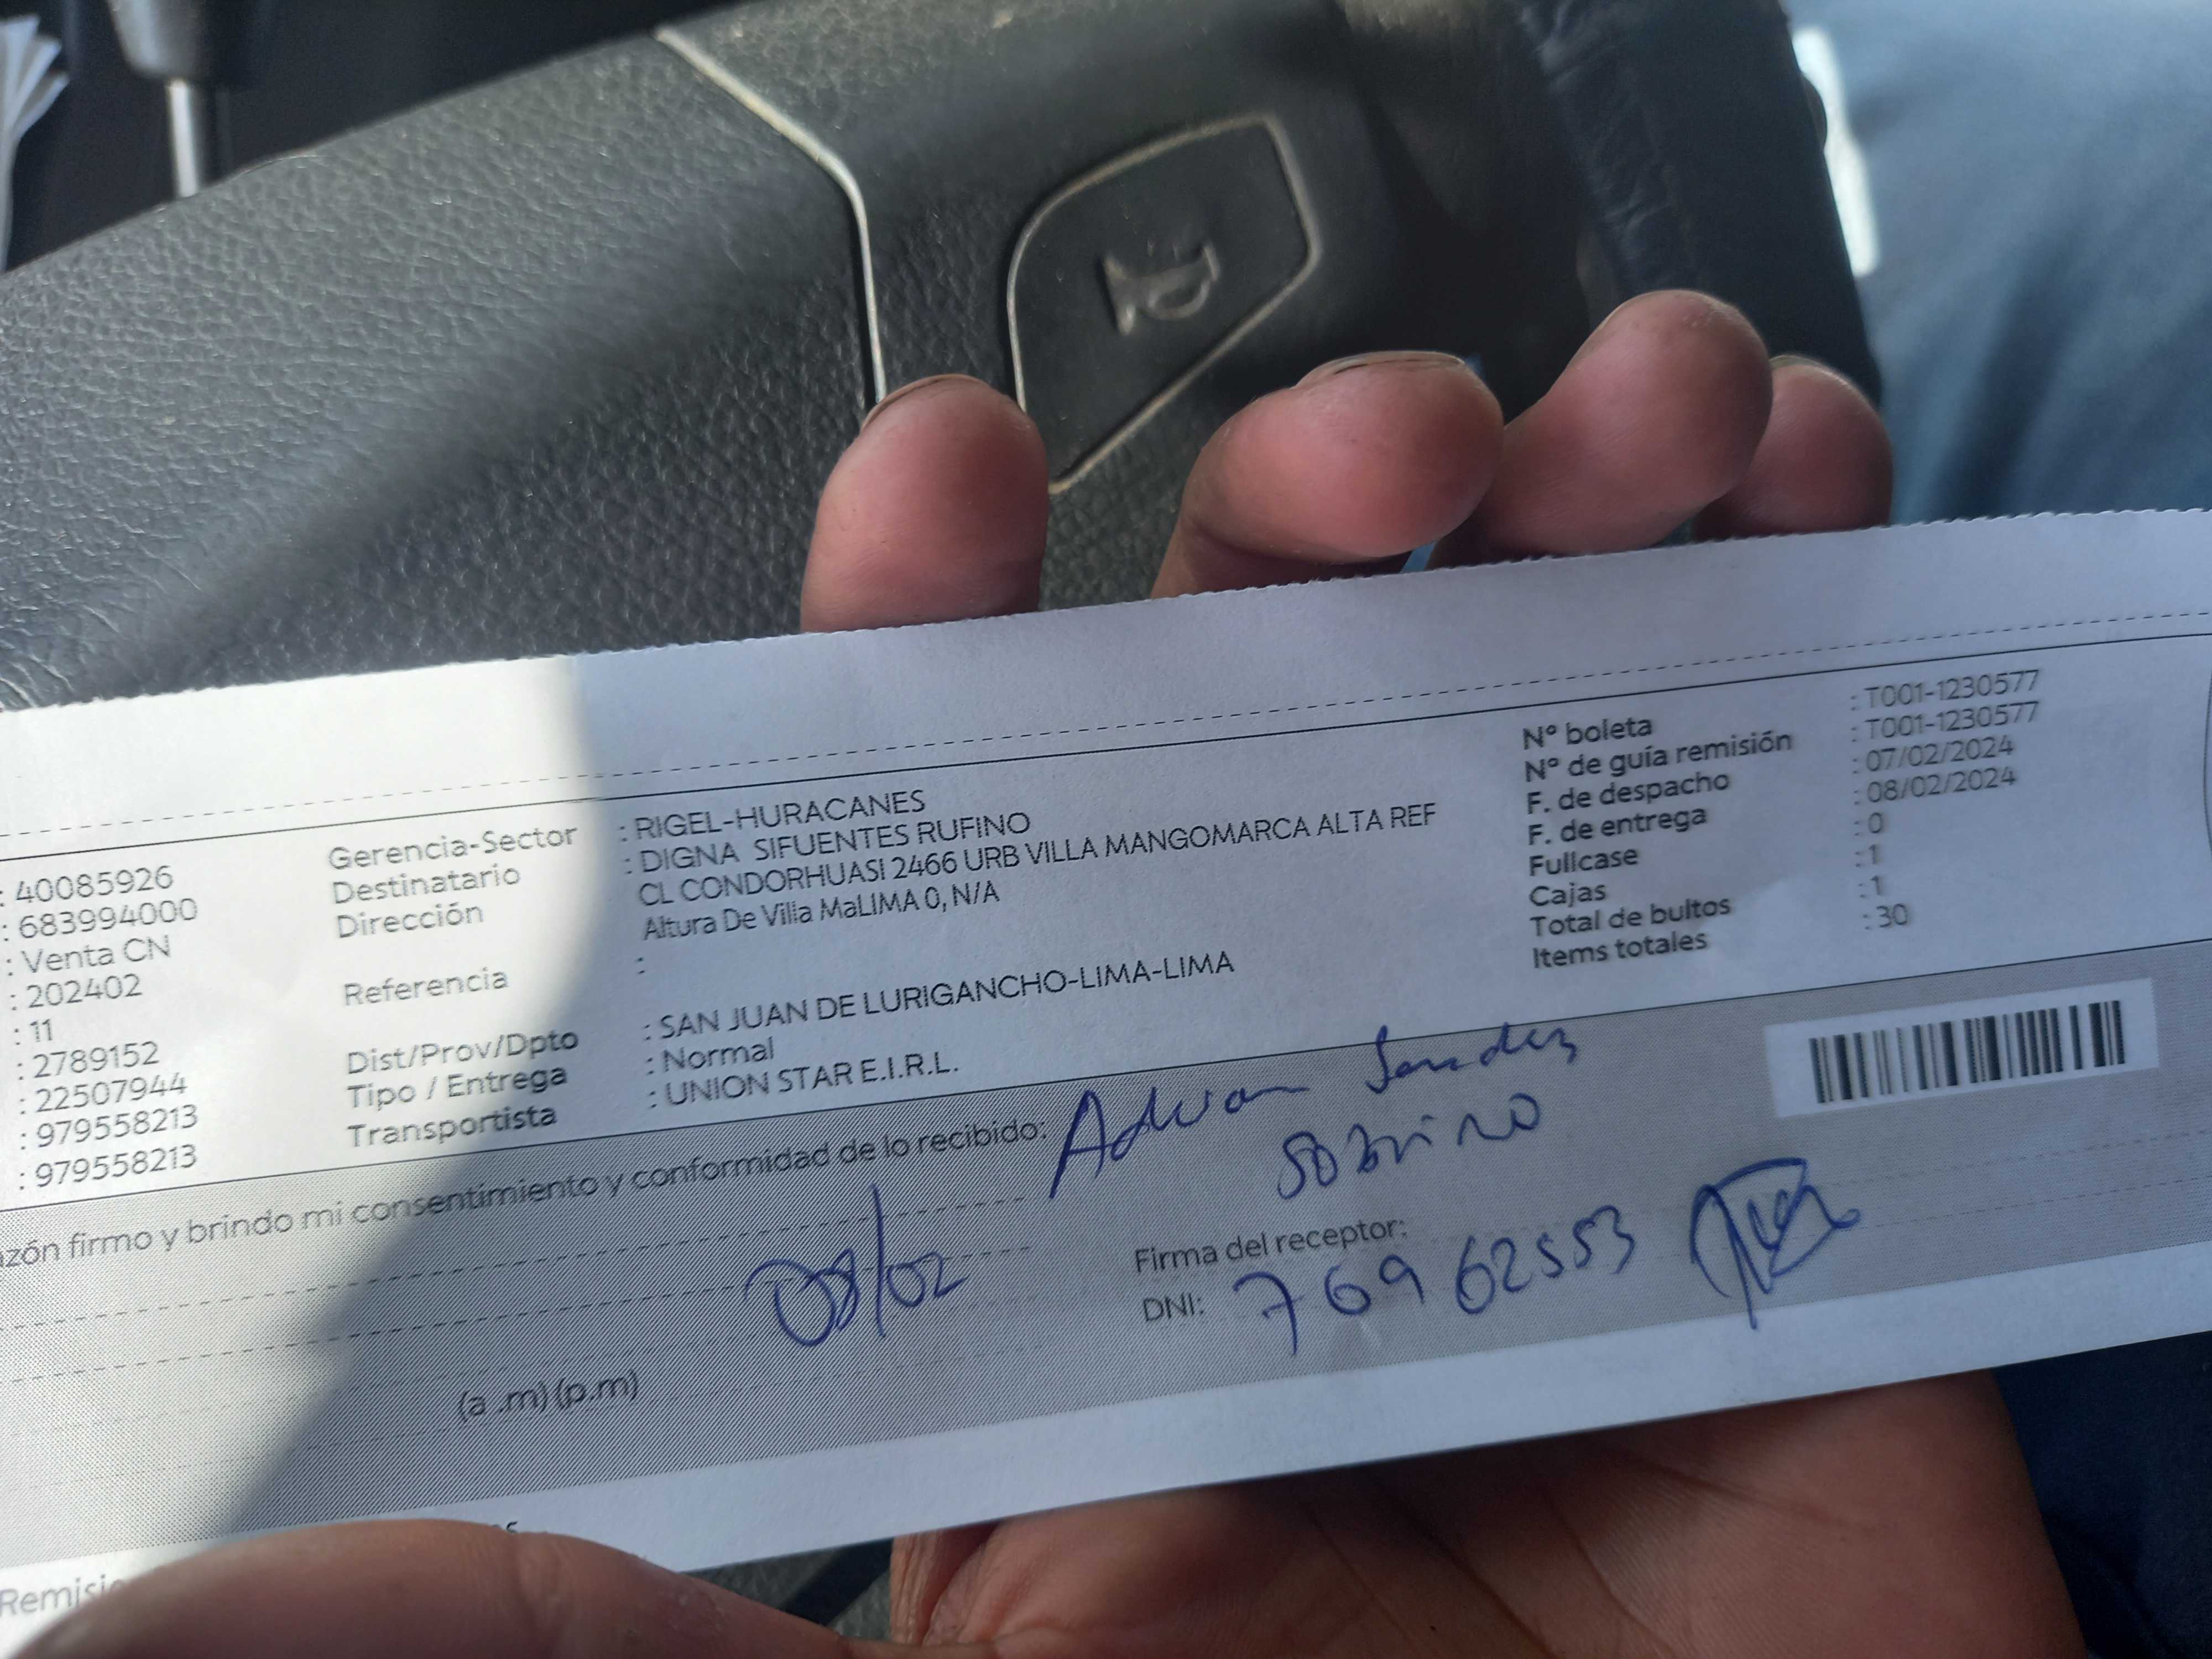 : 40085926
: 683994000
: Venta CN
: 202402
: 11
: 2789152
: 22507944
: 979558213
: 979558213
Gerencia-Sector : RIGEL-HURACANES
Destinatario : DIGNA SIFUENTES RUFINO
Dirección : CL CONDORHUASI 2466 URB VILLA MANGOMARCA ALTA REF
Altura De Villa MaLIMA 0, N/A
Referencia :
Dist/Prov/Dpto : SAN JUAN DE LURIGANCHO-LIMA-LIMA
Tipo / Entrega : Normal
Transportista : UNION STAR E.I.R.L.
N° boleta : T001-1230577
N° de guía remisión : T001-1230577
F. de despacho : 07/02/2024
F. de entrega : 08/02/2024
Fullcase : 0
Cajas : 1
Total de bultos : 1
Items totales : 30
azón firmo y brindo mi consentimiento y conformidad de lo recibido:
SOBRINO
08/02
Firma del receptor:
DNI: 76962553
(a .m) (p.m)
Remisi